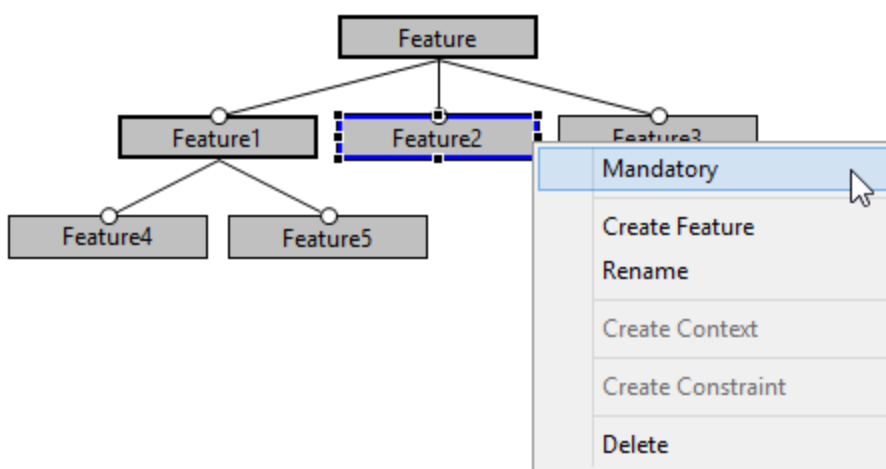 Feature
Feature1
Feature2
Feature3
Feature4
Feature5
Mandatory
Create Feature
Rename
Create Context
Create Constraint
Delete